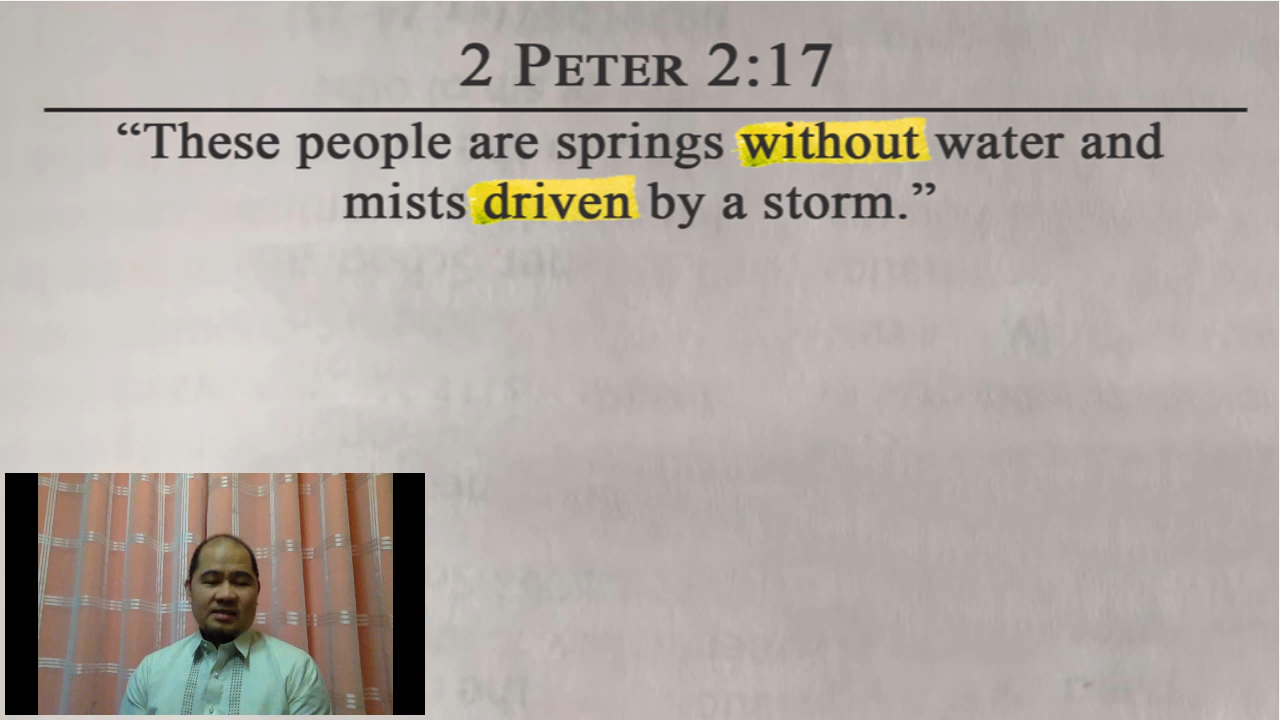 2 PETER 2:17
“These people are springs without water and
mists driven by a storm.”